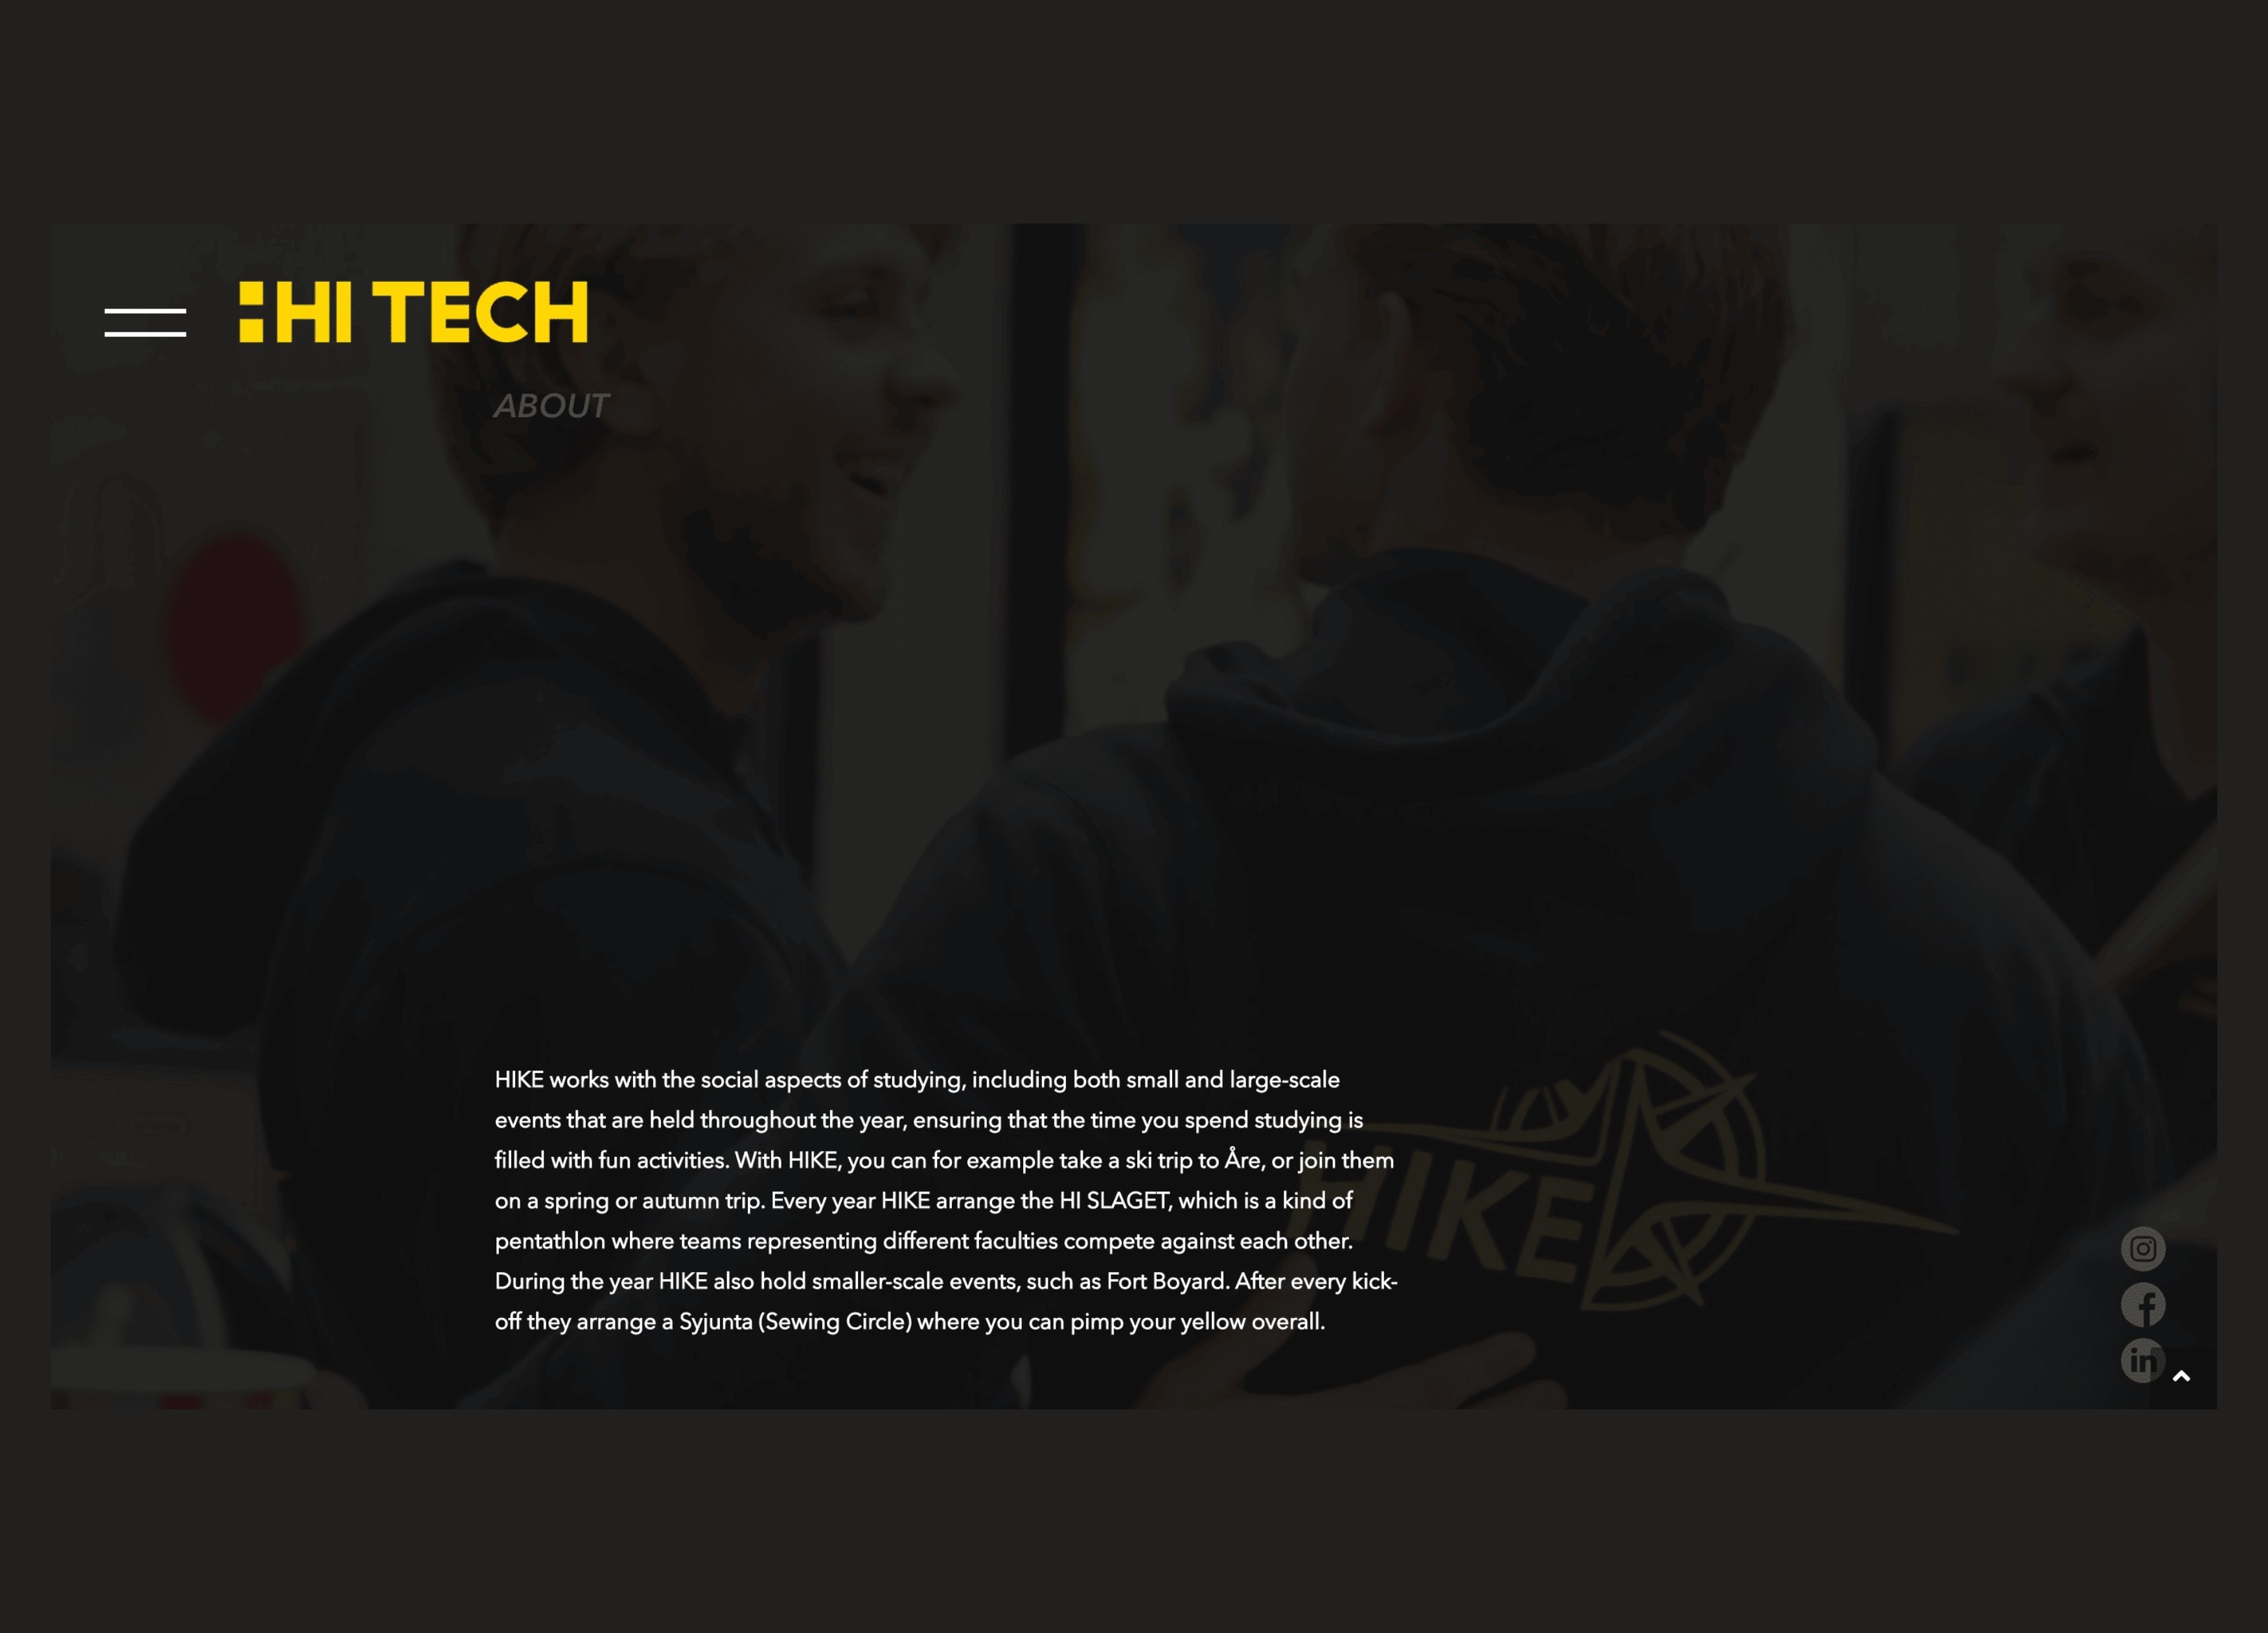 HI TECH
ABOUT
HIKE works with the social aspects of studying, including both small and large-scale
events that are held throughout the year, ensuring that the time you spend studying is
filled with fun activities. With HIKE, you can for example take a ski trip to Åre, or join them
on a spring or autumn trip. Every year HIKE arrange the HI SLAGET, which is a kind of
pentathlon where teams representing different faculties compete against each other.
During the year HIKE also hold smaller-scale events, such as Fort Boyard. After every kick-
off they arrange a Syjunta (Sewing Circle) where you can pimp your yellow overall.
HIKE
in